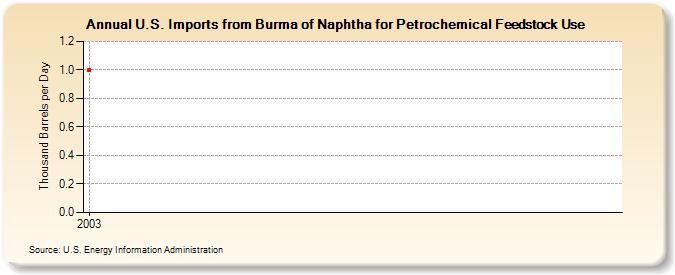 Annual U.S. Imports from Burma of Naphtha for Petrochemical Feedstock Use
Thousand Barrels per Day
1.2
1.0
0.8
0.6
0.4
0.2
0.0
2003
Source: U.S. Energy Information Administration